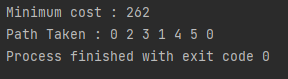 Minimum cost : 262
Path Taken : 0 2 3 1 4 5 0
Process finished with exit code 0